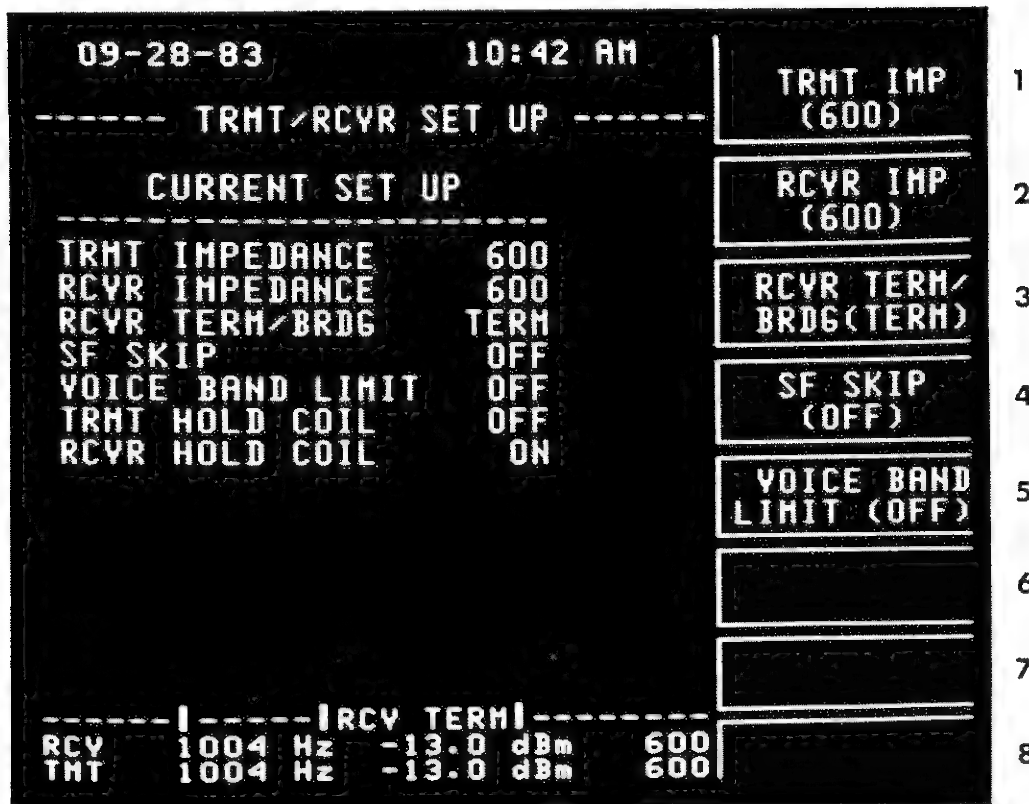 09-28-83 10:42 AM
------ TRMT/RCVR SET UP ------
CURRENT SET UP
TRMT IMPEDANCE 600
RCVR IMPEDANCE 600
RCVR TERM/BRDG TERM
SF SKIP OFF
VOICE BAND LIMIT OFF
TRMT HOLD COIL OFF
RCVR HOLD COIL ON
RCV TERM
RCV 1004 Hz -13.0 dBm 600
TMT 1004 Hz -13.0 dBm 600
TRMT IMP
(600)
1
RCVR IMP
(600)
2
RCVR TERM/
BRDG(TERM)
3
SF SKIP
(OFF)
4
VOICE BAND
LIMIT (OFF)
5
6
7
8